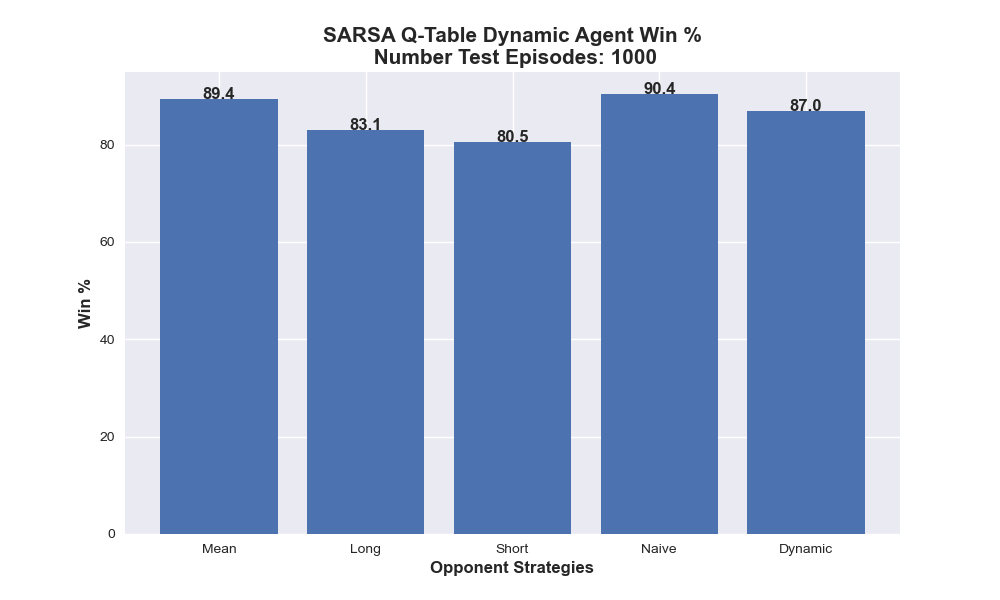 SARSA Q-Table Dynamic Agent Win %
Number Test Episodes: 1000
89.4
83.1
80.5
90.4
87.0
80
60
40
20
0
Win %
Mean
Long
Short
Naive
Dynamic
Opponent Strategies